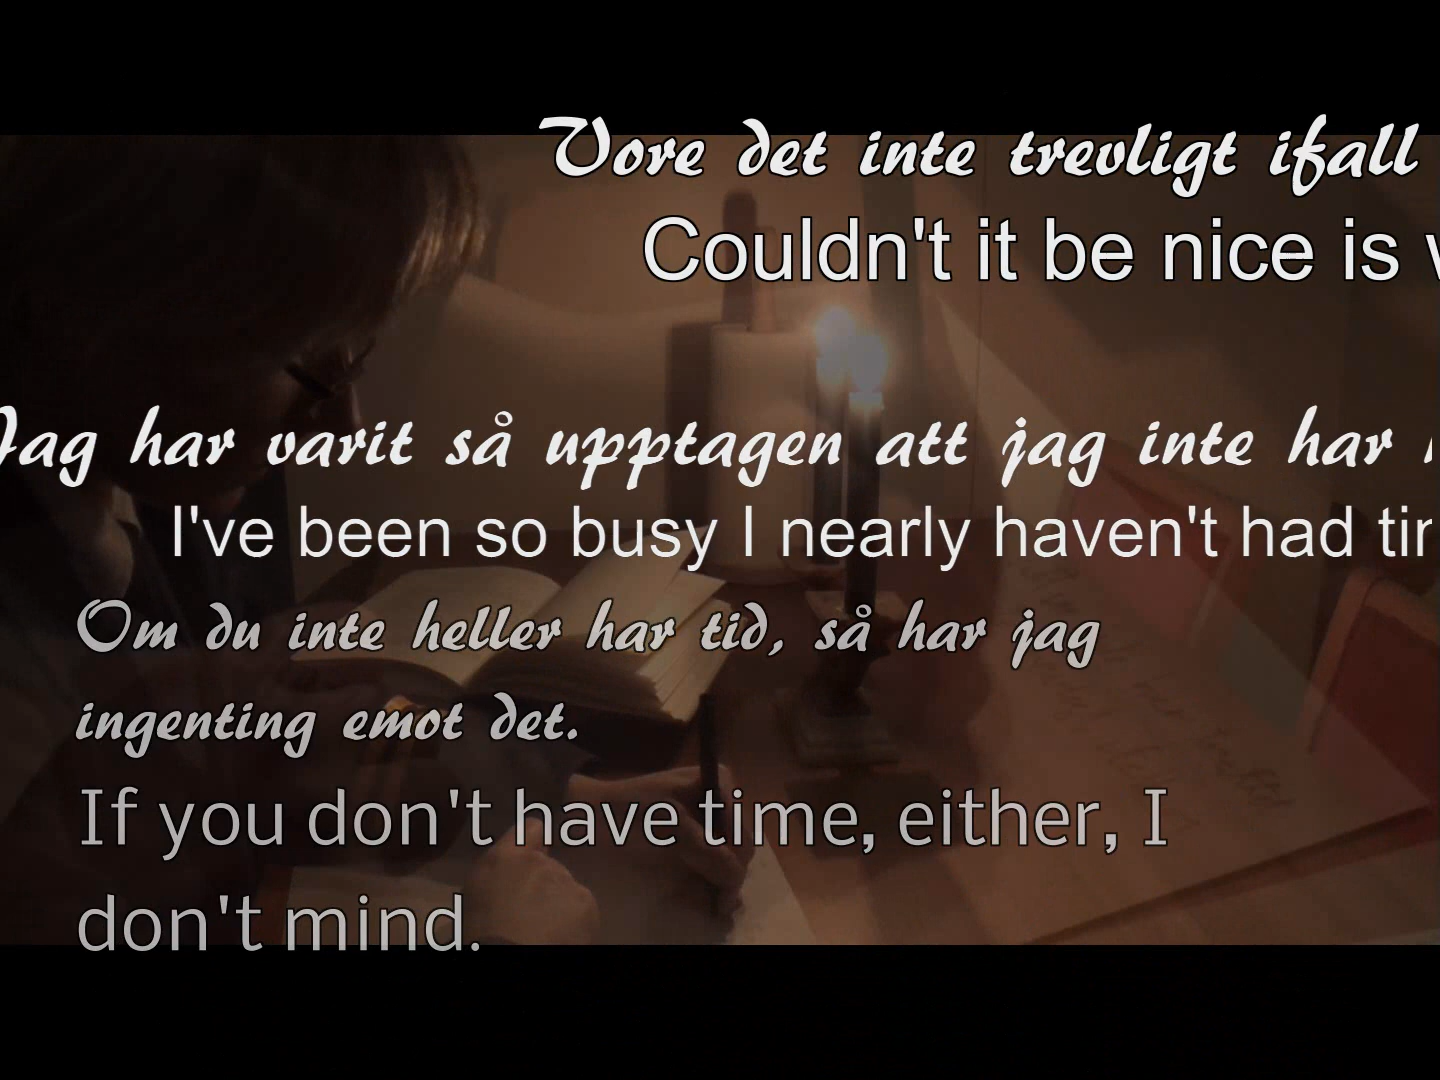 Vore det inte trevligt ifall
Couldn't it be nice is
Jag har varit så upptagen att jag inte har
I've been so busy I nearly haven't had
Om du inte heller har tid, så har jag
ingenting emot det.
If you don't have time, either, I
don't mind.